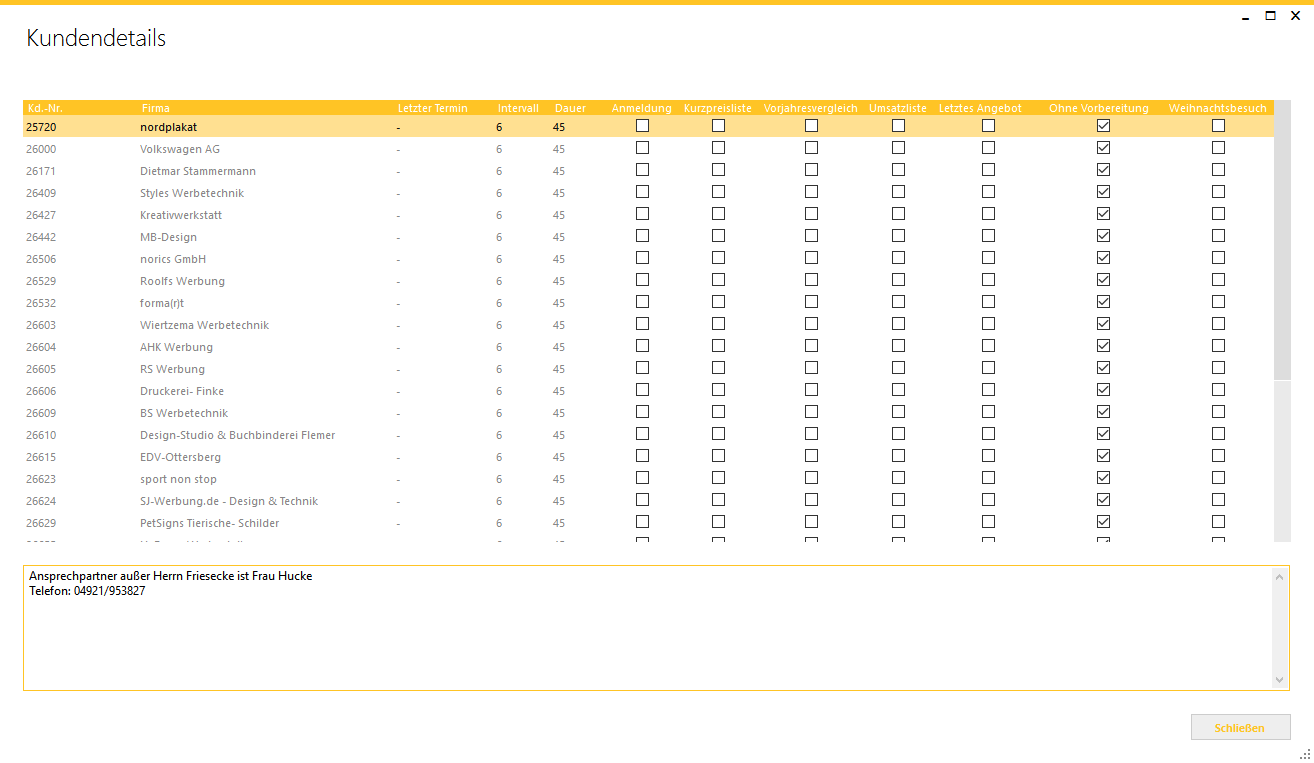 Kundendetails
Kd.-Nr. Firma Letzter Termin Intervall Dauer Anmeldung Kurzpreisliste Vorjahresvergleich Umsatzliste Letztes Angebot Ohne Vorbereitung Weihnachtsbesuch
25720 nordplakat - 6 45
26000 Volkswagen AG - 6 45
26171 Dietmar Stammermann - 6 45
26409 Styles Werbetechnik - 6 45
26427 Kreativwerkstatt - 6 45
26442 MB-Design - 6 45
26506 norics GmbH - 6 45
26529 Roolfs Werbung - 6 45
26532 forma(r)t - 6 45
26603 Wiertzema Werbetechnik - 6 45
26604 AHK Werbung - 6 45
26605 RS Werbung - 6 45
26606 Druckerei- Finke - 6 45
26609 BS Werbetechnik - 6 45
26610 Design-Studio & Buchbinderei Flemer - 6 45
26615 EDV-Ottersberg - 6 45
26623 sport non stop - 6 45
26624 SJ-Werbung.de - Design & Technik - 6 45
26629 PetSigns Tierische- Schilder - 6 45
Ansprechpartner außer Herrn Friesecke ist Frau Hucke
Telefon: 04921/953827
Schließen